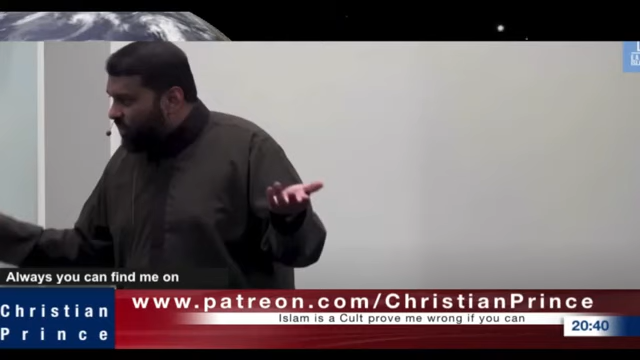 Always you can find me on
www.patreon.com/ChristianPrince
Christian
Prince
Islam is a Cult prove me wrong if you can
20:40